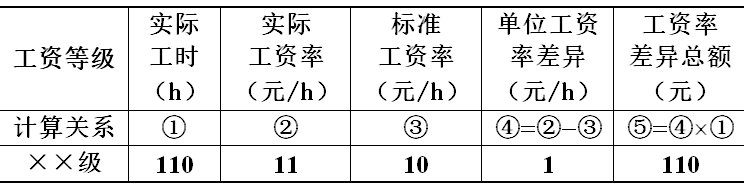 工资等级 实际工时（h） 实际工资率（元/h） 标准工资率（元/h） 单位工资率差异（元/h） 工资率差异总额（元）
计算关系 ① ② ③ ④=②−③ ⑤=④×①
××级 110 11 10 1 110